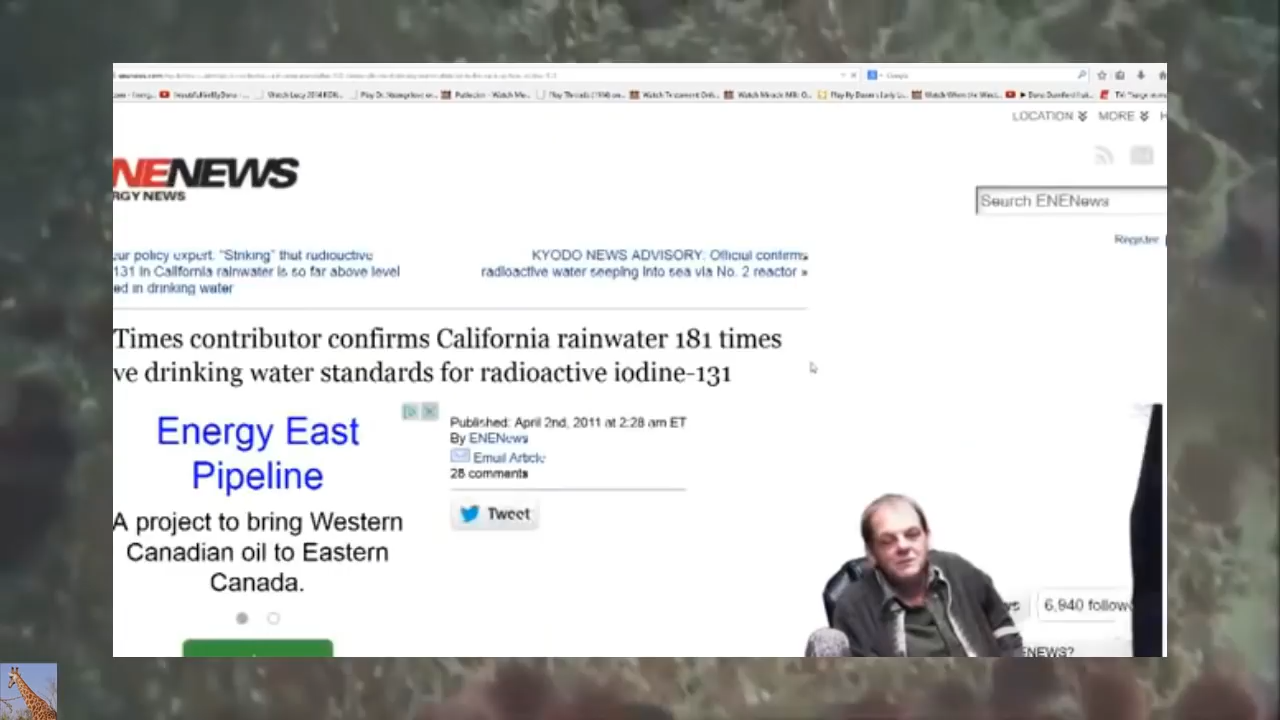 LOCATION MORE
NENEWS
RGY NEWS
Search ENENews
Register
ur policy expert: "Striking" that radioactive
131 in California rainwater is so far above level
ed in drinking water
KYODO NEWS ADVISORY: Official confirms
radioactive water seeping into sea via No. 2 reactor »
Times contributor confirms California rainwater 181 times
ve drinking water standards for radioactive iodine-131
Energy East
Pipeline
A project to bring Western
Canadian oil to Eastern
Canada.
Published: April 2nd, 2011 at 2:28 am ET
By ENENews
Email Article
28 comments
Tweet
6,940 follow
ENEWS?